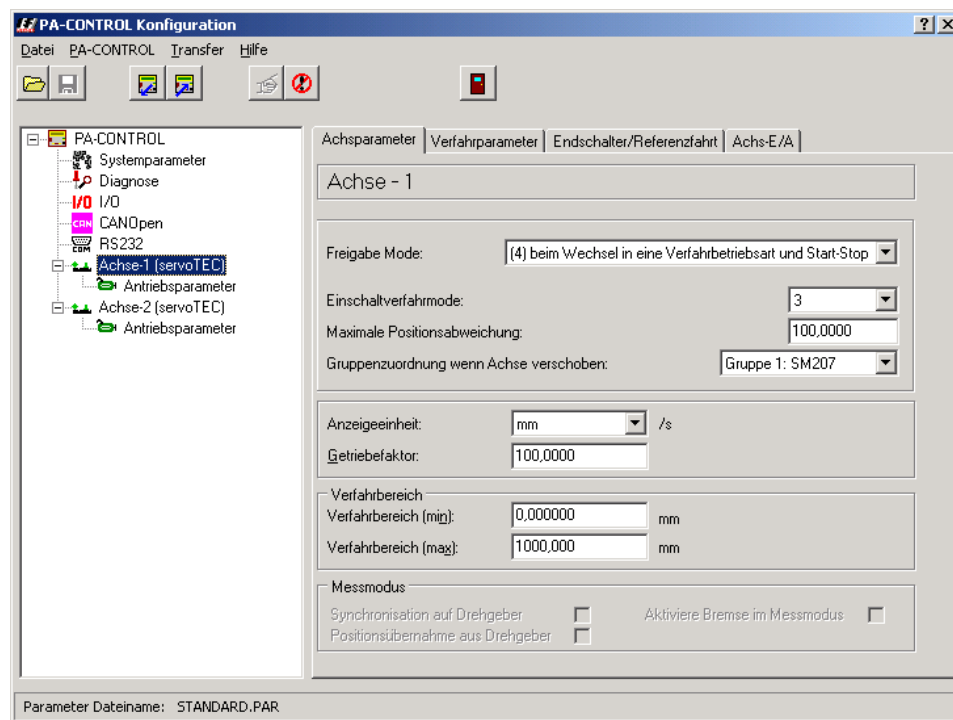 PA-CONTROL Konfiguration
Datei PA-CONTROL Transfer Hilfe
PA-CONTROL
Systemparameter
Diagnose
I/O I/O
CAN CANOpen
COM RS232
Achse-1 (servoTEC)
Antriebsparameter
Achse-2 (servoTEC)
Antriebsparameter
Achsparameter Verfahrparameter Endschalter/Referenzfahrt Achs-E/A
Achse - 1
Freigabe Mode: (4) beim Wechsel in eine Verfahrbetriebsart und Start-Stop
Einschaltverfahrmode: 3
Maximale Positionsabweichung: 100,0000
Gruppenzuordnung wenn Achse verschoben: Gruppe 1: SM207
Anzeigeeinheit: mm /s
Getriebefaktor: 100,0000
Verfahrbereich
Verfahrbereich (min): 0,000000 mm
Verfahrbereich (max): 1000,000 mm
Messmodus
Synchronisation auf Drehgeber Aktiviere Bremse im Messmodus
Positionsübernahme aus Drehgeber
Parameter Dateiname: STANDARD.PAR